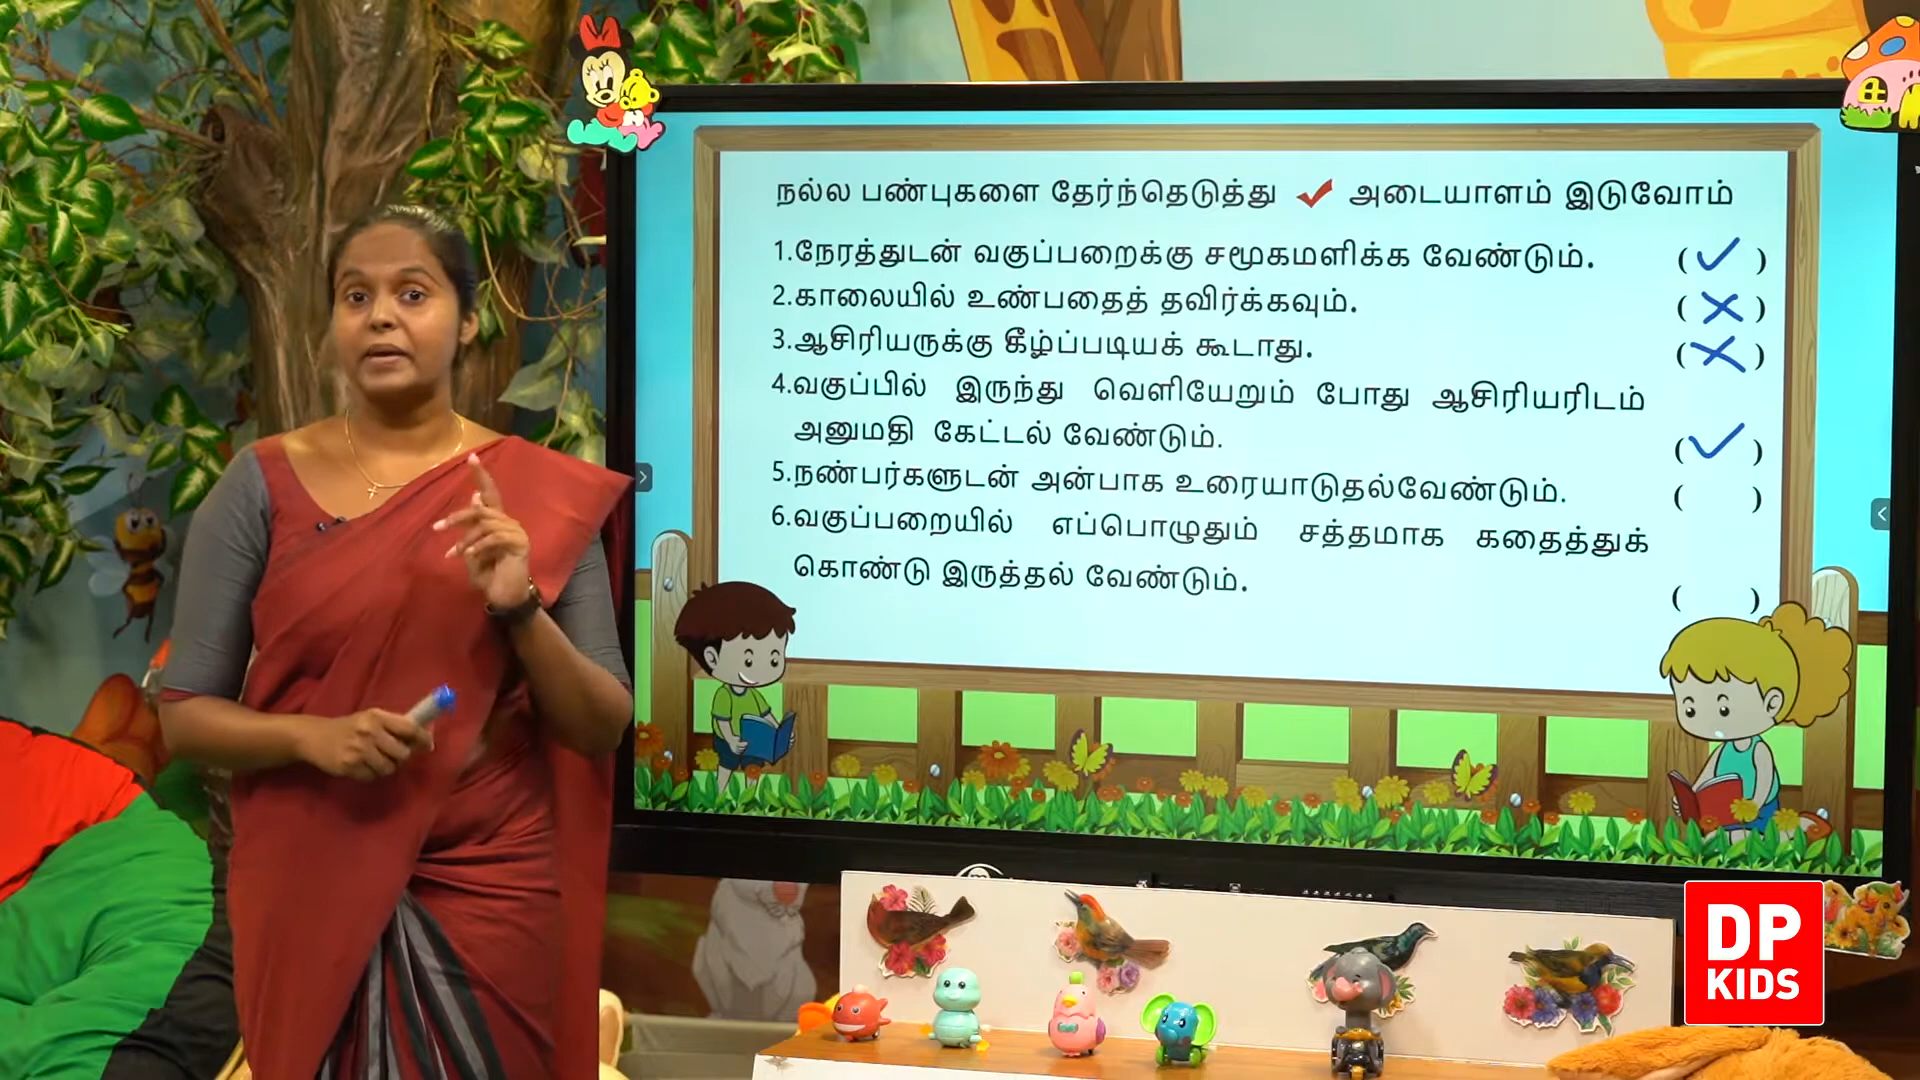 நல்ல பண்புகளை தேர்ந்தெடுத்து ✓ அடையாளம் இடுவோம்
1.நேரத்துடன் வகுப்பறைக்கு சமூகமளிக்க வேண்டும். (✓)
2.காலையில் உண்பதைத் தவிர்க்கவும். (X)
3.ஆசிரியருக்கு கீழ்ப்படியக் கூடாது. (X)
4.வகுப்பில் இருந்து வெளியேறும் போது ஆசிரியரிடம்
அனுமதி கேட்டல் வேண்டும். (✓)
5.நண்பர்களுடன் அன்பாக உரையாடுதல்வேண்டும். ( )
6.வகுப்பறையில் எப்பொழுதும் சத்தமாக கதைத்துக்
கொண்டு இருத்தல் வேண்டும். ( )
DP
KIDS